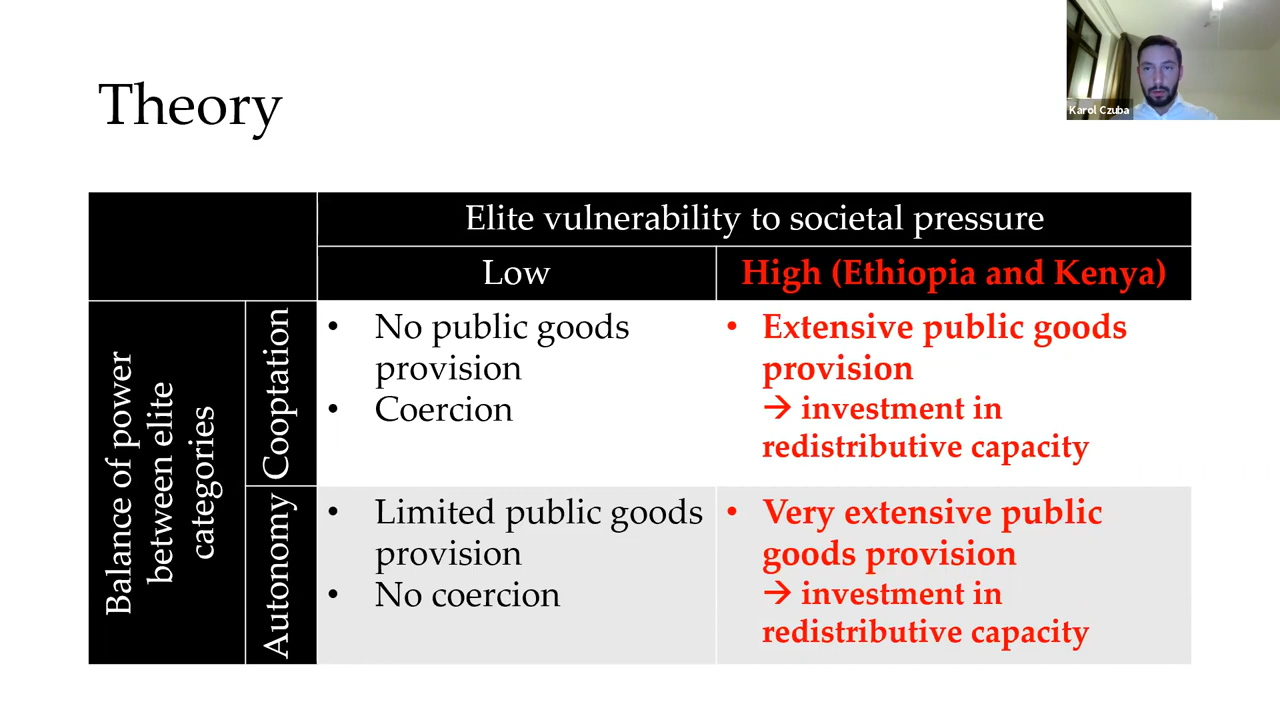 Karol Czuba
Theory
Elite vulnerability to societal pressure
Low
High (Ethiopia and Kenya)
Balance of power
between elite
categories
Cooptation
• No public goods
provision
• Coercion
• Extensive public goods
provision
→ investment in
redistributive capacity
Autonomy
• Limited public goods
provision
• No coercion
• Very extensive public
goods provision
→ investment in
redistributive capacity